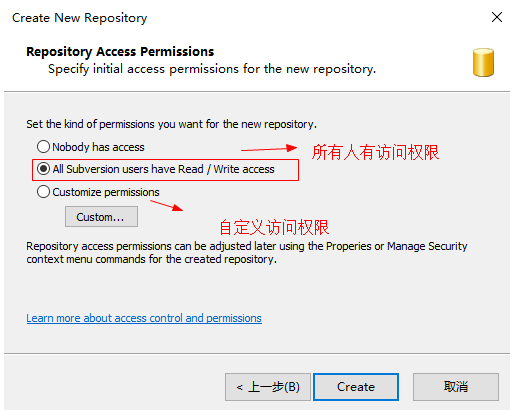 Create New Repository
Repository Access Permissions
Specify initial access permissions for the new repository.
Set the kind of permissions you want for the new repository.
Nobody has access
所有人有访问权限
All Subversion users have Read / Write access
Customize permissions
Custom...
自定义访问权限
Repository access permissions can be adjusted later using the Properies or Manage Security
context menu commands for the created repository.
Learn more about access control and permissions
< 上一步(B)
Create
取消